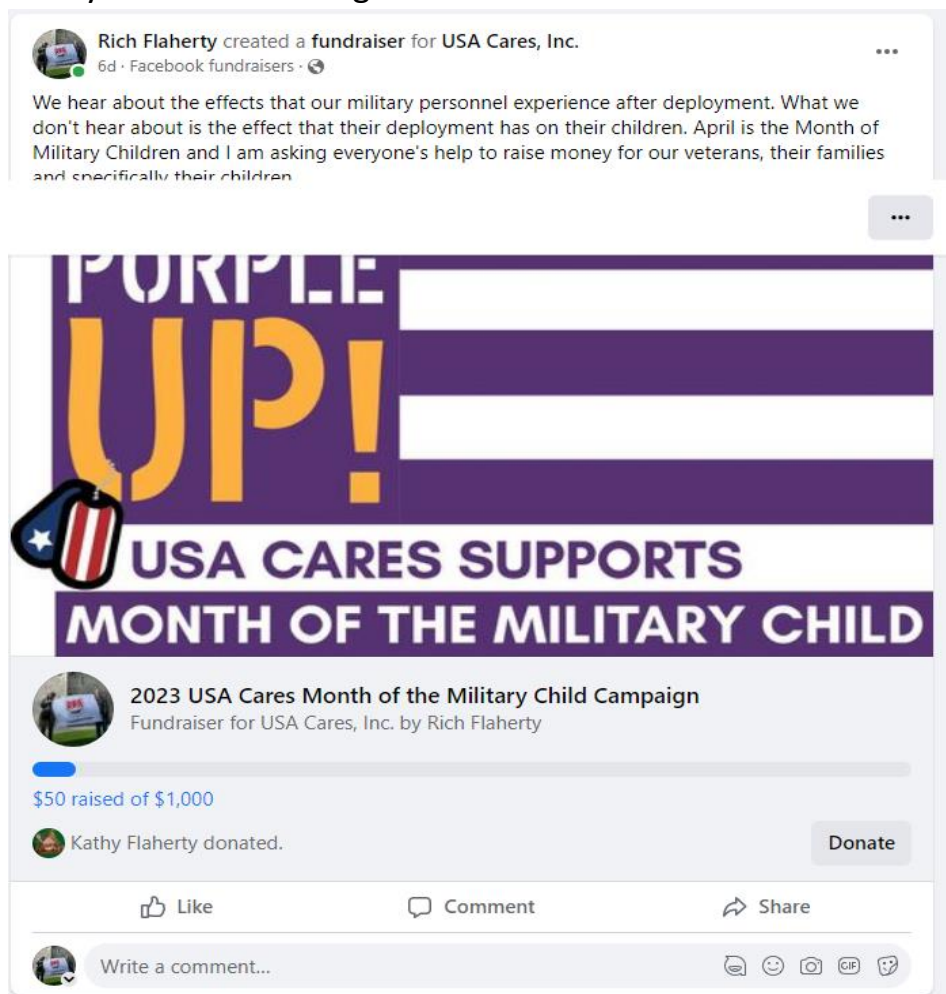 Rich Flaherty created a fundraiser for USA Cares, Inc.
6d · Facebook fundraisers ·
We hear about the effects that our military personnel experience after deployment. What we
don't hear about is the effect that their deployment has on their children. April is the Month of
Military Children and I am asking everyone's help to raise money for our veterans, their families
and specifically their children
PURPLE
UP!
USA CARES SUPPORTS
MONTH OF THE MILITARY CHILD
2023 USA Cares Month of the Military Child Campaign
Fundraiser for USA Cares, Inc. by Rich Flaherty
$50 raised of $1,000
Kathy Flaherty donated.
Donate
Like
Comment
Share
Write a comment...
GIF